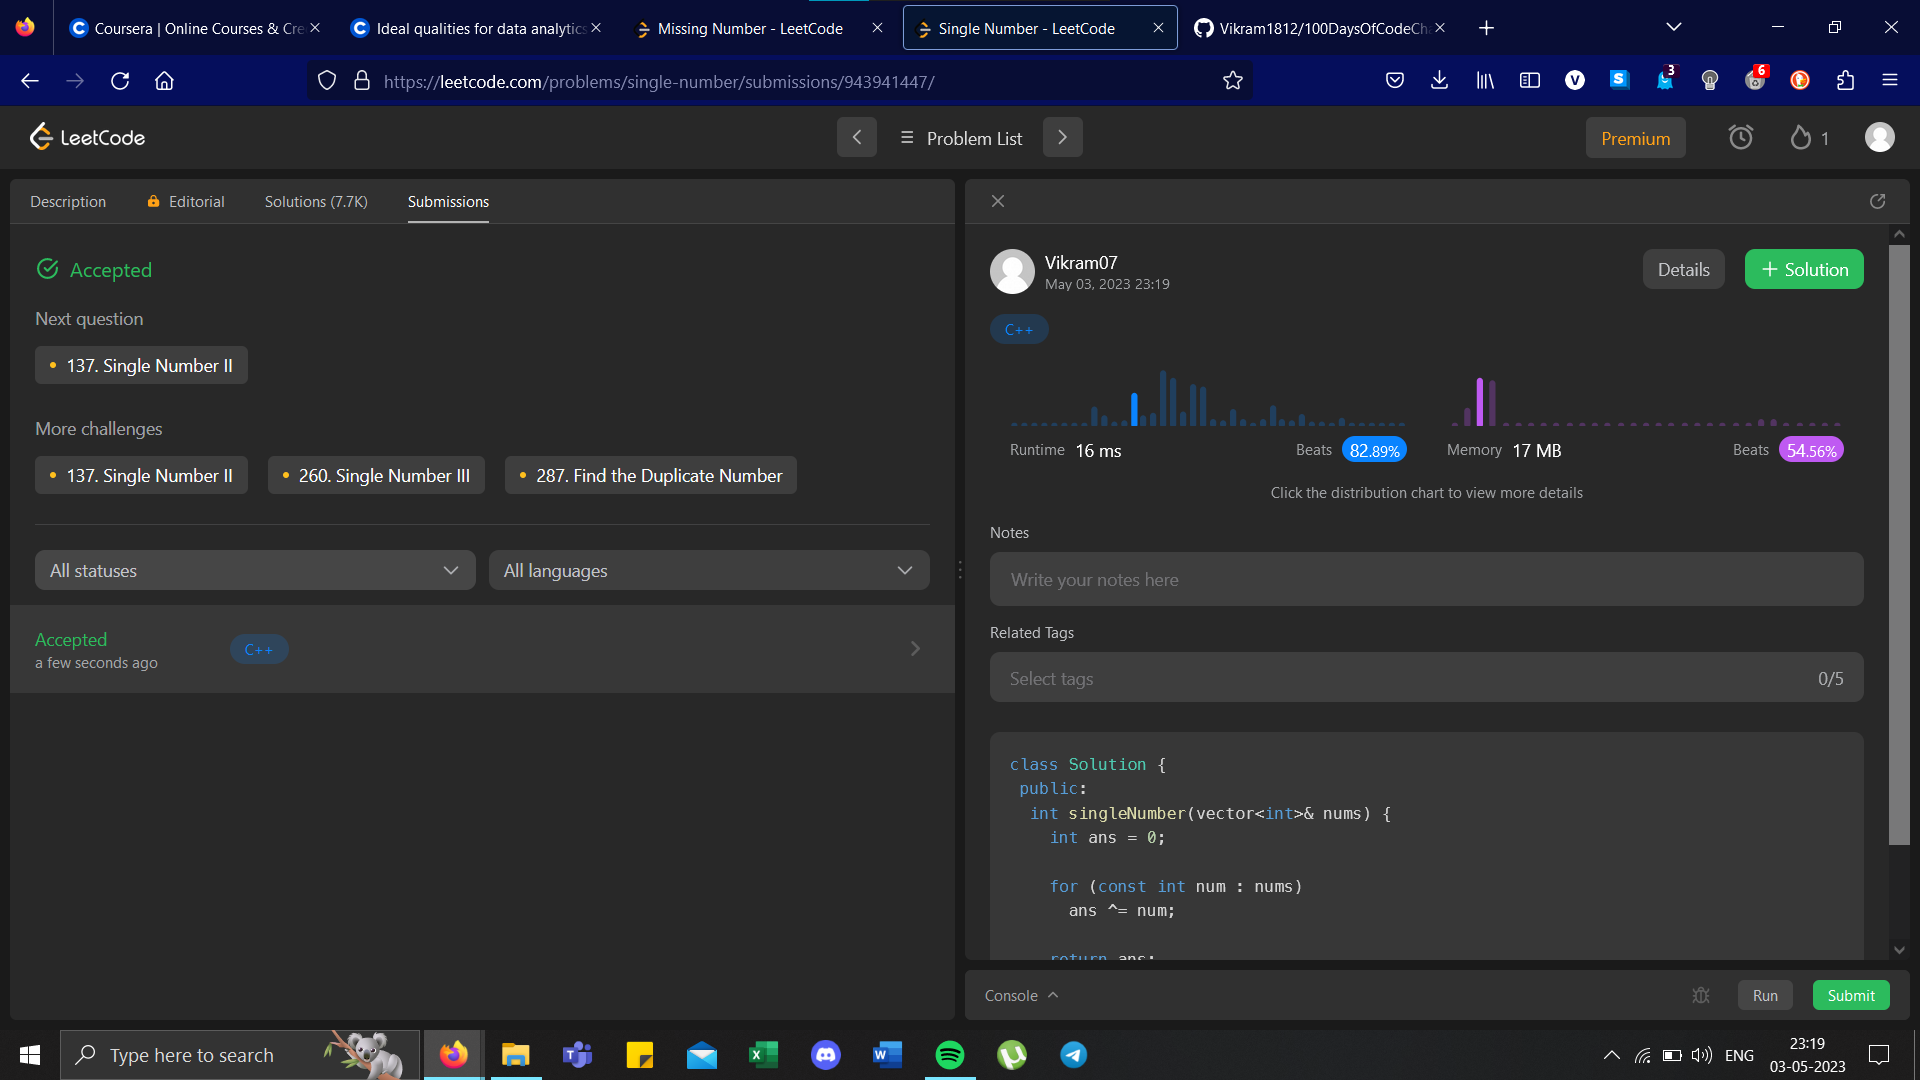 Coursera | Online Courses & Cre
Ideal qualities for data analytics
Missing Number - LeetCode
Single Number - LeetCode
Vikram1812/100DaysOfCodeCha
https://leetcode.com/problems/single-number/submissions/943941447/
V
S
3
6
LeetCode
Problem List
Premium
1
Description
Editorial
Solutions (7.7K)
Submissions
Accepted
Next question
137. Single Number II
More challenges
137. Single Number II
260. Single Number III
287. Find the Duplicate Number
All statuses
All languages
Accepted
a few seconds ago
C++
Vikram07
May 03, 2023 23:19
Details
+ Solution
C++
Runtime 16 ms
Beats 82.89%
Memory 17 MB
Beats 54.56%
Click the distribution chart to view more details
Notes
Write your notes here
Related Tags
Select tags
0/5
class Solution {
public:
int singleNumber(vector<int>& nums) {
int ans = 0;
for (const int num : nums)
ans ^= num;
return ans;
Console
Run
Submit
Type here to search
ENG
23:19
03-05-2023